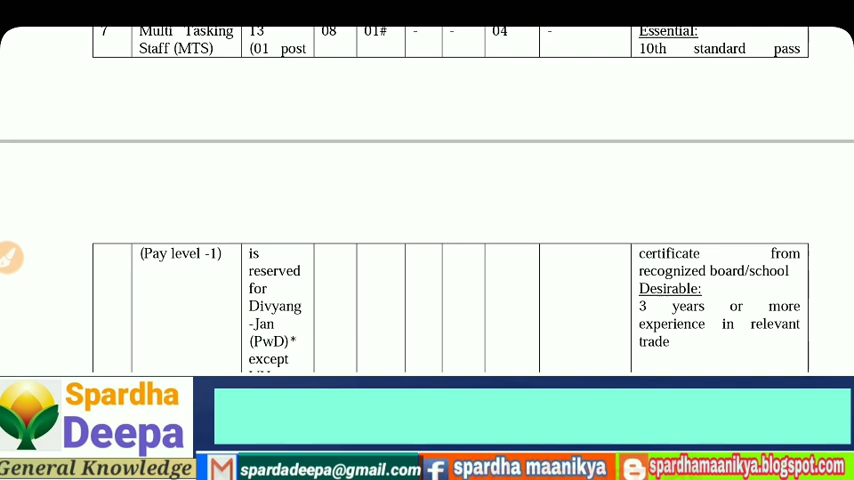 7 Multi Tasking 13 08 01# - - 04 - Essential:
Staff (MTS) (01 post 10th standard pass
(Pay level -1) is certificate from
reserved recognized board/school
for Desirable:
Divyang 3 years or more
-Jan experience in relevant
(PwD)* trade
except
Spardha
Deepa
General Knowledge
spardadeepa@gmail.com
spardha maanikya
spardhamaanikya.blogspot.com